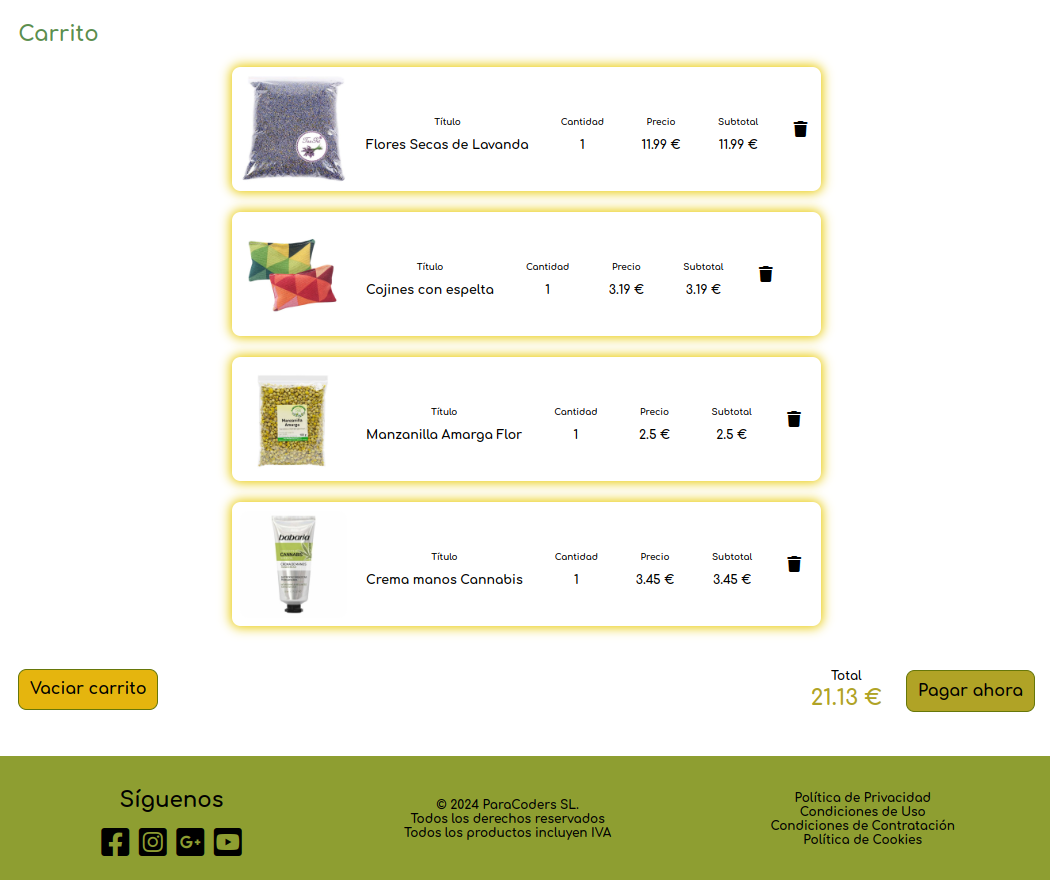 Carrito
Título Cantidad Precio Subtotal
Flores Secas de Lavanda 1 11.99 € 11.99 €
Título Cantidad Precio Subtotal
Cojines con espelta 1 3.19 € 3.19 €
Manzanilla
Amarga
Título Cantidad Precio Subtotal
Manzanilla Amarga Flor 1 2.5 € 2.5 €
babaria
CANNABIS
Título Cantidad Precio Subtotal
Crema manos Cannabis 1 3.45 € 3.45 €
Vaciar carrito
Total
21.13 €
Pagar ahora
Síguenos
© 2024 ParaCoders SL.
Todos los derechos reservados
Todos los productos incluyen IVA
Política de Privacidad
Condiciones de Uso
Condiciones de Contratación
Política de Cookies